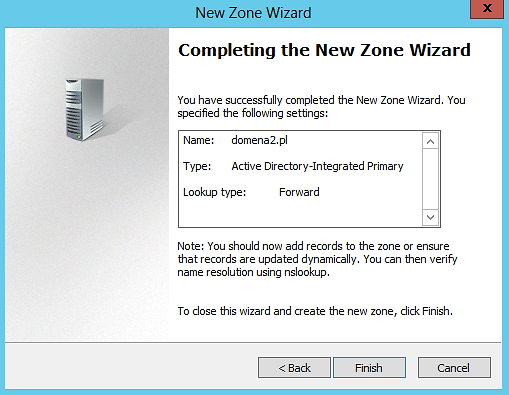 New Zone Wizard
X
Completing the New Zone Wizard
You have successfully completed the New Zone Wizard. You
specified the following settings:
Name: domena2.pl
Type: Active Directory-Integrated Primary
Lookup type: Forward
Note: You should now add records to the zone or ensure
that records are updated dynamically. You can then verify
name resolution using nslookup.
To close this wizard and create the new zone, click Finish.
< Back Finish Cancel